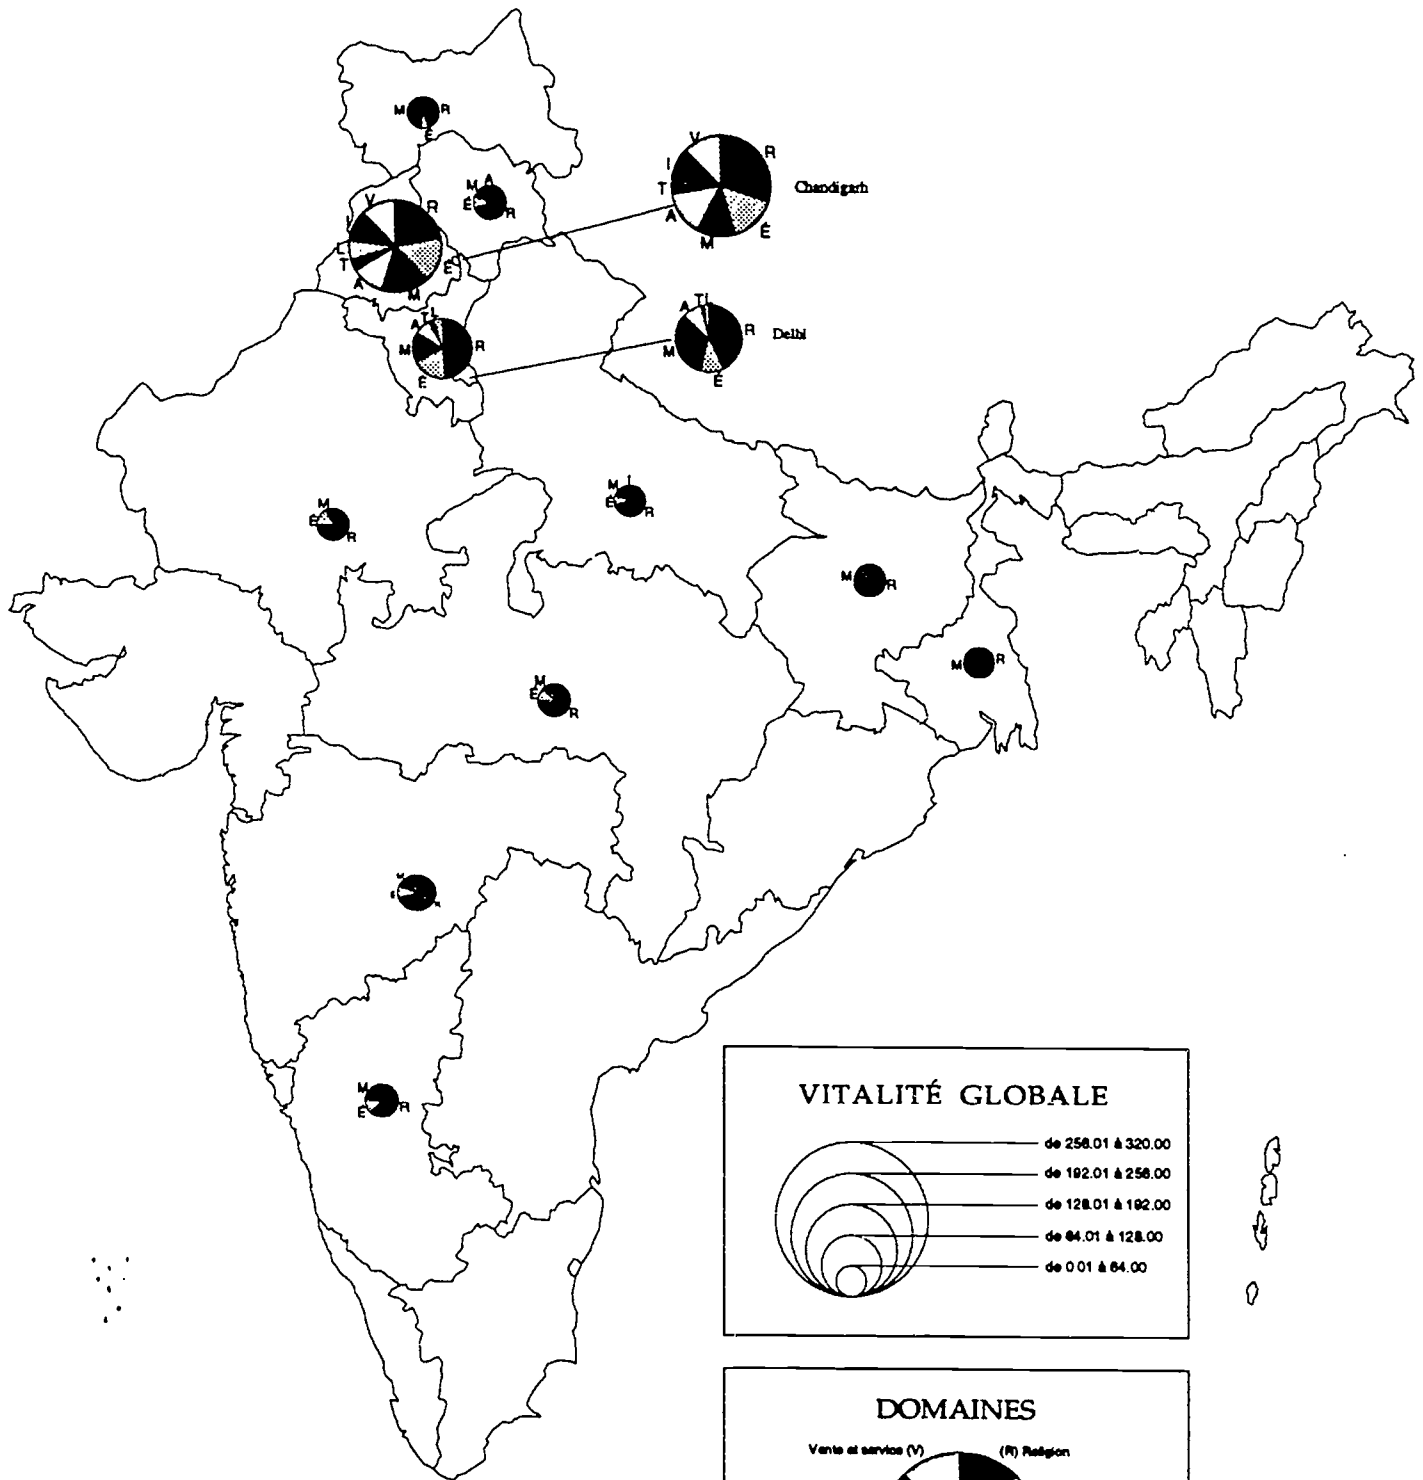 M R
É
V R
I
T
A
M É
Chandigarh
M A
É R
V R
I
L
T É
A
M
T L
A
M R
É
A T I
M R
É
Delhi
M
É R
M I
É R
M R
M R
M
É R
M
É R
VITALITÉ GLOBALE
de 256.01 à 320.00
de 192.01 à 256.00
de 128.01 à 192.00
de 64.01 à 128.00
de 0.01 à 64.00
DOMAINES
Vente et service (V) (R) Religion